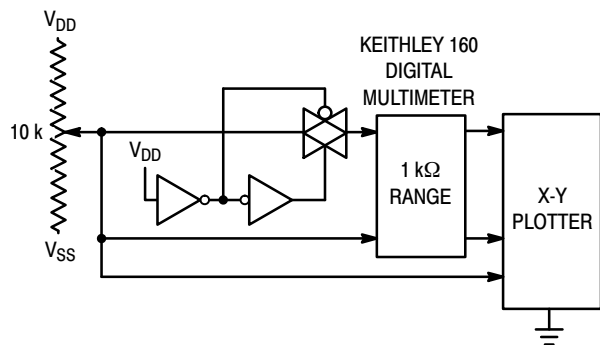 V_DD
10 k
V_SS
V_DD
KEITHLEY 160
DIGITAL
MULTIMETER
1 kΩ
RANGE
X-Y
PLOTTER